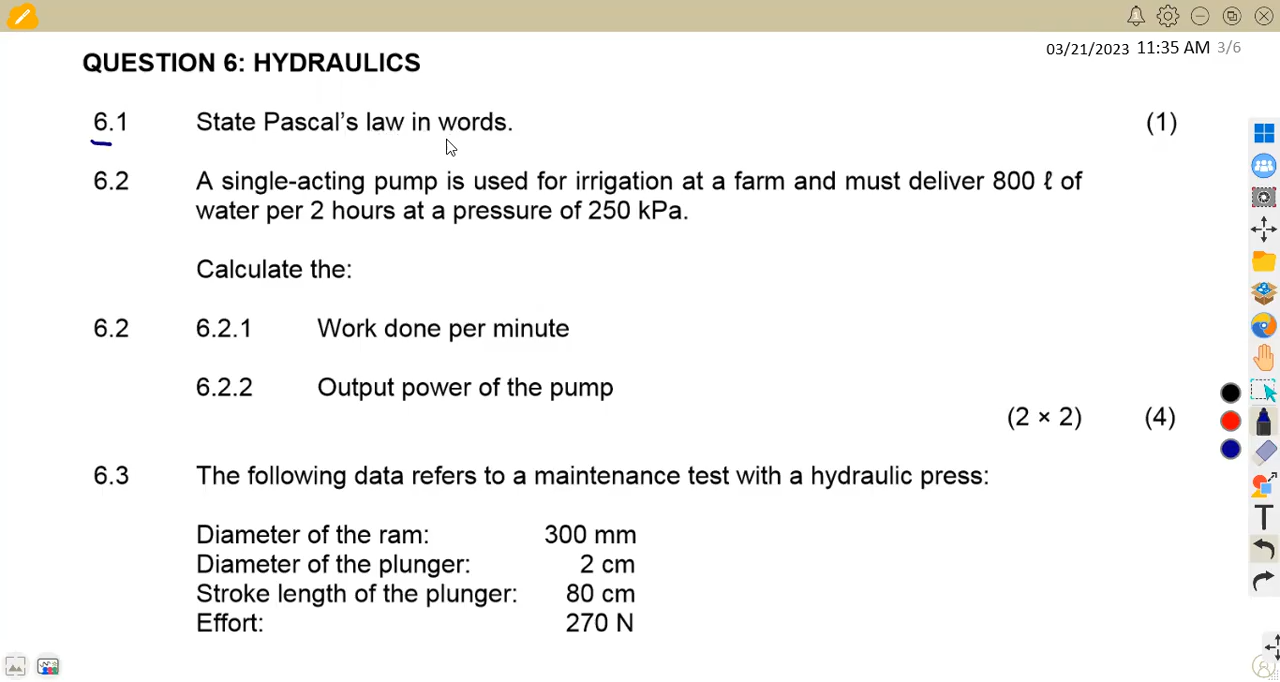 03/21/2023 11:35 AM 3/6
QUESTION 6: HYDRAULICS
6.1 State Pascal's law in words. (1)
6.2 A single-acting pump is used for irrigation at a farm and must deliver 800 ℓ of
water per 2 hours at a pressure of 250 kPa.
Calculate the:
6.2 6.2.1 Work done per minute
6.2.2 Output power of the pump
(2 × 2) (4)
6.3 The following data refers to a maintenance test with a hydraulic press:
Diameter of the ram: 300 mm
Diameter of the plunger: 2 cm
Stroke length of the plunger: 80 cm
Effort: 270 N